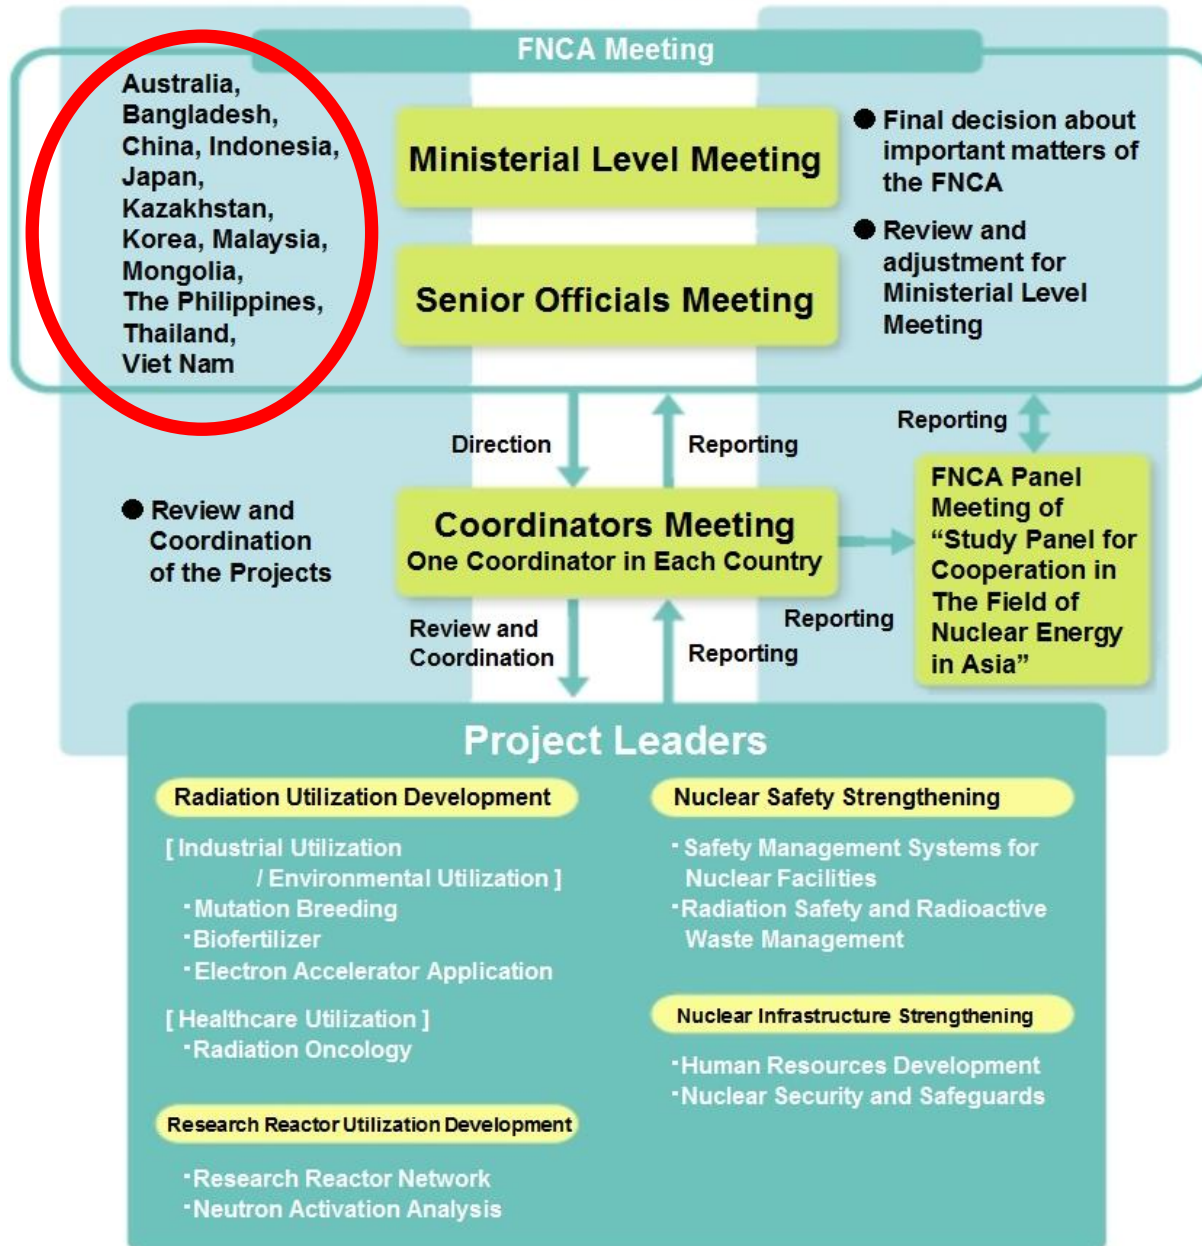 FNCA Meeting
Australia,
Bangladesh,
China, Indonesia,
Japan,
Kazakhstan,
Korea, Malaysia,
Mongolia,
The Philippines,
Thailand,
Viet Nam
Ministerial Level Meeting
Senior Officials Meeting
● Final decision about
important matters of
the FNCA
● Review and
adjustment for
Ministerial Level
Meeting
Direction
Reporting
Reporting
● Review and
Coordination
of the Projects
Coordinators Meeting
One Coordinator in Each Country
FNCA Panel
Meeting of
“Study Panel for
Cooperation in
The Field of
Nuclear Energy
in Asia”
Reporting
Review and
Coordination
Reporting
Project Leaders
Radiation Utilization Development
[ Industrial Utilization
/ Environmental Utilization ]
・Mutation Breeding
・Biofertilizer
・Electron Accelerator Application
[ Healthcare Utilization ]
・Radiation Oncology
Research Reactor Utilization Development
・Research Reactor Network
・Neutron Activation Analysis
Nuclear Safety Strengthening
・Safety Management Systems for
Nuclear Facilities
・Radiation Safety and Radioactive
Waste Management
Nuclear Infrastructure Strengthening
・Human Resources Development
・Nuclear Security and Safeguards